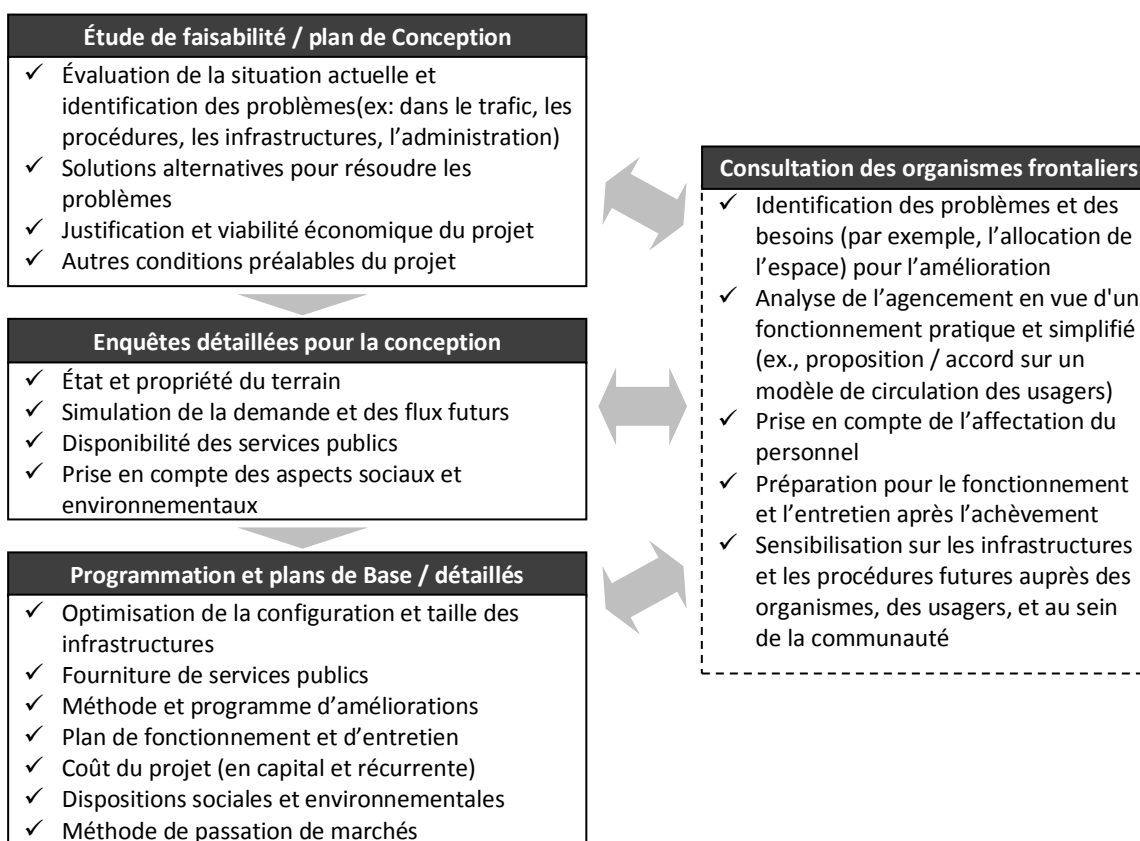 Étude de faisabilité / plan de Conception
✓ Évaluation de la situation actuelle et
identification des problèmes(ex: dans le trafic, les
procédures, les infrastructures, l’administration)
✓ Solutions alternatives pour résoudre les
problèmes
✓ Justification et viabilité économique du projet
✓ Autres conditions préalables du projet
Enquêtes détaillées pour la conception
✓ État et propriété du terrain
✓ Simulation de la demande et des flux futurs
✓ Disponibilité des services publics
✓ Prise en compte des aspects sociaux et
environnementaux
Programmation et plans de Base / détaillés
✓ Optimisation de la configuration et taille des
infrastructures
✓ Fourniture de services publics
✓ Méthode et programme d’améliorations
✓ Plan de fonctionnement et d’entretien
✓ Coût du projet (en capital et récurrente)
✓ Dispositions sociales et environnementales
✓ Méthode de passation de marchés
Consultation des organismes frontaliers
✓ Identification des problèmes et des
besoins (par exemple, l’allocation de
l’espace) pour l’amélioration
✓ Analyse de l’agencement en vue d'un
fonctionnement pratique et simplifié
(ex., proposition / accord sur un
modèle de circulation des usagers)
✓ Prise en compte de l’affectation du
personnel
✓ Préparation pour le fonctionnement
et l’entretien après l’achèvement
✓ Sensibilisation sur les infrastructures
et les procédures futures auprès des
organismes, des usagers, et au sein
de la communauté